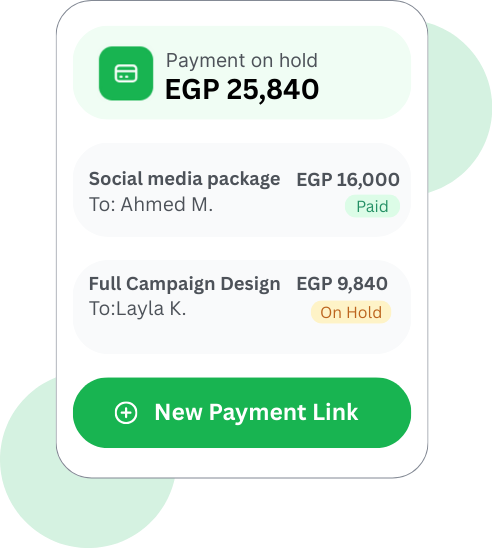 Payment on hold
EGP 25,840
Social media package EGP 16,000
To: Ahmed M. Paid
Full Campaign Design EGP 9,840
To:Layla K. On Hold
New Payment Link